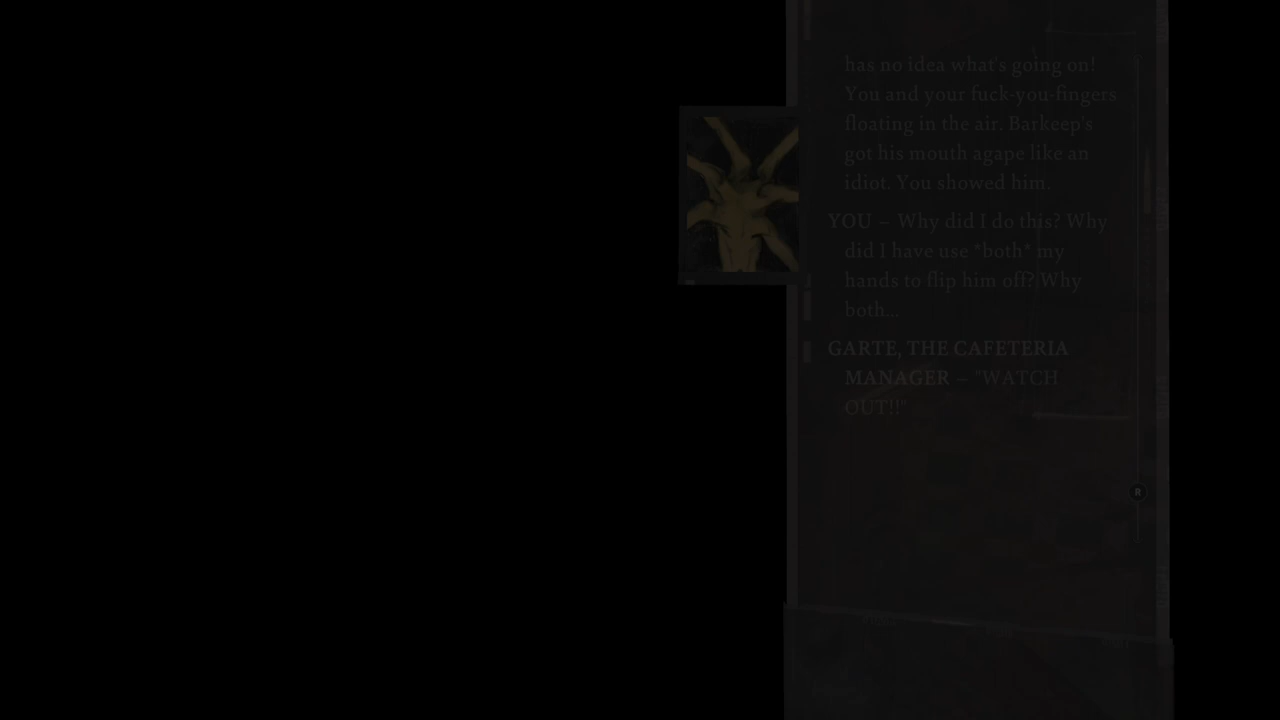 has no idea what's going on!
You and your fuck-you-fingers
floating in the air. Barkeep's
got his mouth agape like an
idiot. You showed him.
YOU – Why did I do this? Why
did I have use *both* my
hands to flip him off? Why
both...
GARTE, THE CAFETERIA
MANAGER – "WATCH
OUT!!"
R